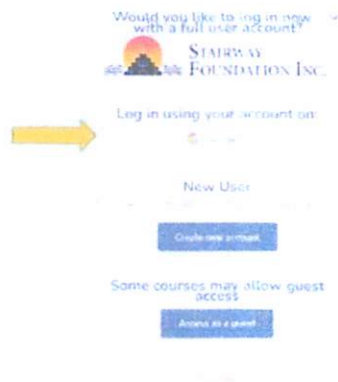 Would you like to log in now
with a full user account?
STAIRWAY
FOUNDATION INC.
Log in using your account on:
New User
Create new account
Some courses may allow guest
access
Access as a guest